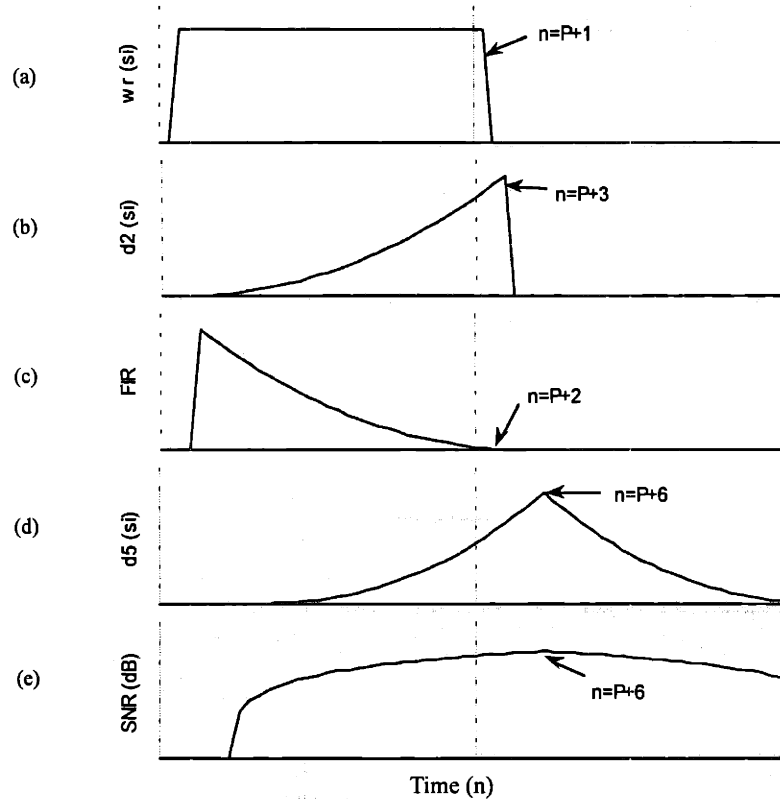 (a)
w r (si)
n=P+1
(b)
d2 (si)
n=P+3
(c)
FIR
n=P+2
(d)
d5 (si)
n=P+6
(e)
SNR (dB)
n=P+6
Time (n)